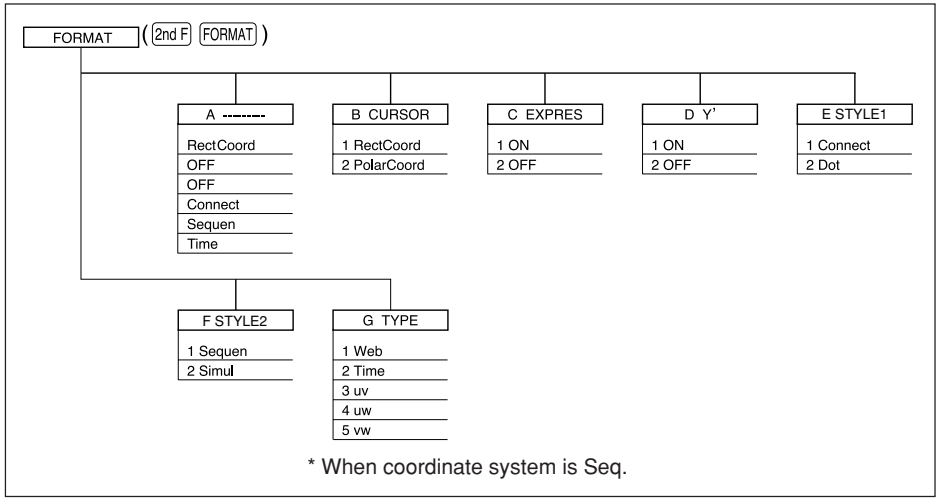 FORMAT ( 2nd F FORMAT )
A ---------
RectCoord
OFF
OFF
Connect
Sequen
Time
B CURSOR
1 RectCoord
2 PolarCoord
C EXPRES
1 ON
2 OFF
D Y'
1 ON
2 OFF
E STYLE1
1 Connect
2 Dot
F STYLE2
1 Sequen
2 Simul
G TYPE
1 Web
2 Time
3 uv
4 uw
5 vw
* When coordinate system is Seq.